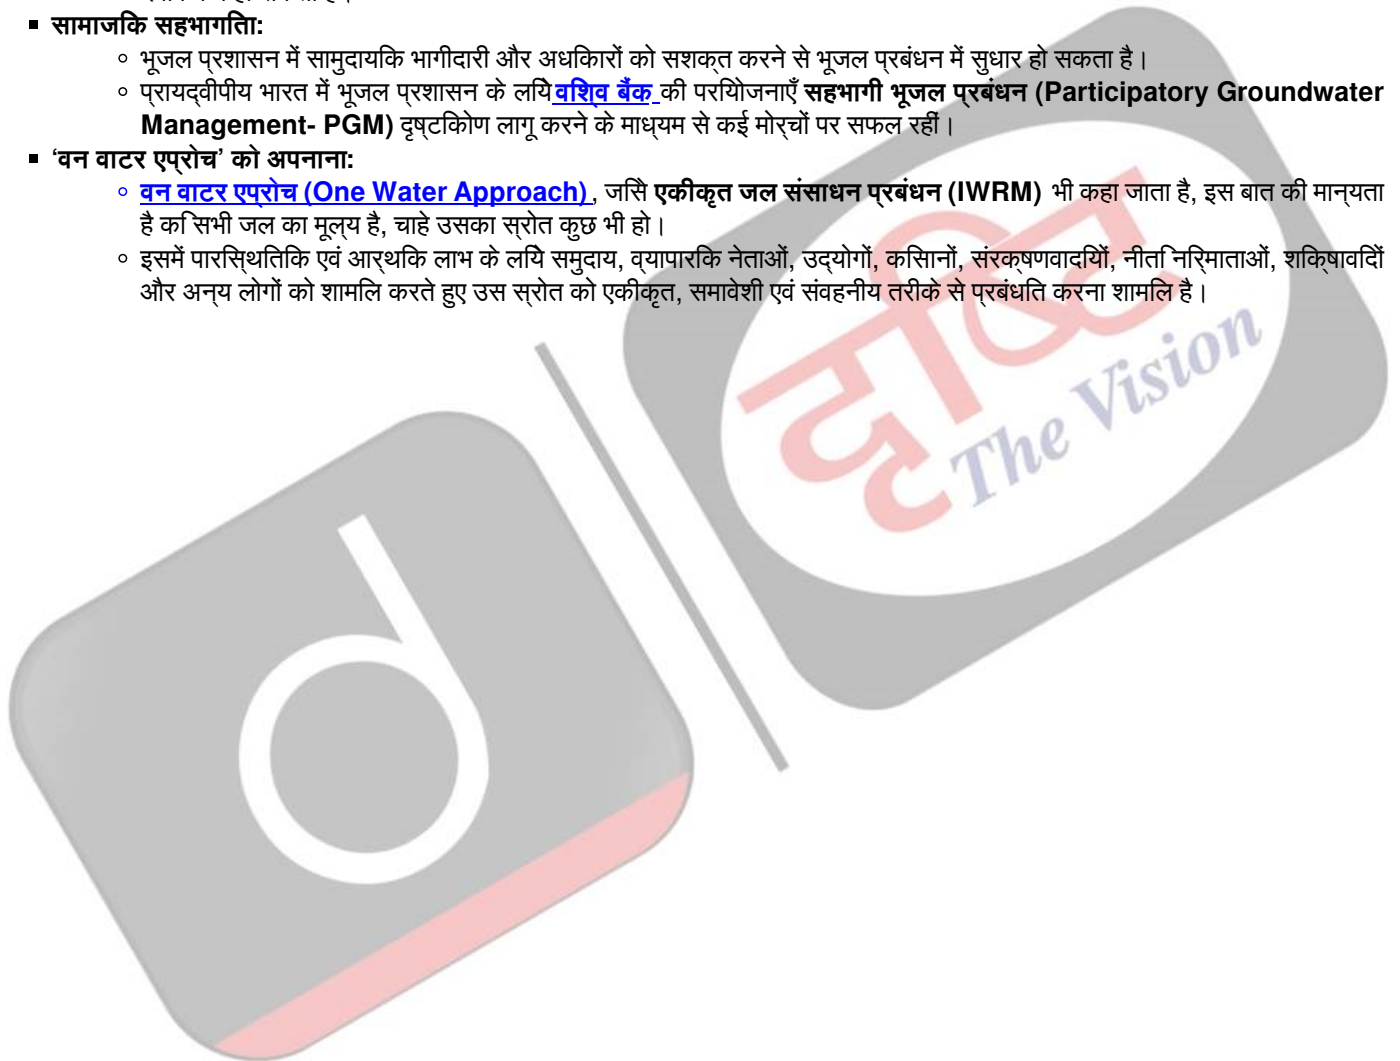 ▪ सामाजिक सहभागिता:
◦ भूजल प्रशासन में सामुदायिक भागीदारी और अधिकारों को सशक्त करने से भूजल प्रबंधन में सुधार हो सकता है।
◦ प्रायद्वीपीय भारत में भूजल प्रशासन के लिये विश्व बैंक की परियोजनाएँ सहभागी भूजल प्रबंधन (Participatory Groundwater
Management- PGM) दृष्टिकोण लागू करने के माध्यम से कई मोर्चों पर सफल रहीं।
▪ ‘वन वाटर एप्रोच’ को अपनाना:
◦ वन वाटर एप्रोच (One Water Approach), जिसे एकीकृत जल संसाधन प्रबंधन (IWRM) भी कहा जाता है, इस बात की मान्यता
है कि सभी जल का मूल्य है, चाहे उसका स्रोत कुछ भी हो।
◦ इसमें पारिस्थितिक एवं आर्थिक लाभ के लिये समुदाय, व्यापारिक नेताओं, उद्योगों, किसानों, संरक्षणवादियों, नीति निर्माताओं, शिक्षाविदों
और अन्य लोगों को शामिल करते हुए उस स्रोत को एकीकृत, समावेशी एवं संवहनीय तरीके से प्रबंधित करना शामिल है।
दृष्टि
The Vision
d